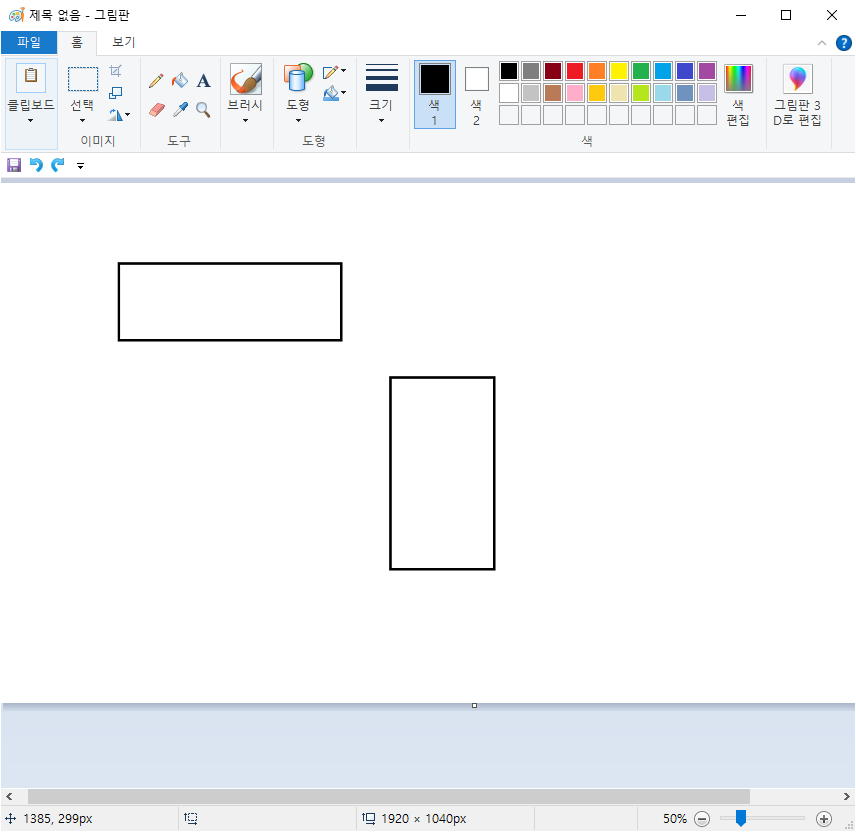 제목 없음 - 그림판
파일 홈 보기
클립보드
선택
이미지
A
도구
브러시
도형
도형
크기
색
1
색
2
색
편집
색
그림판 3
D로 편집
1385, 299px
1920 × 1040px
50%